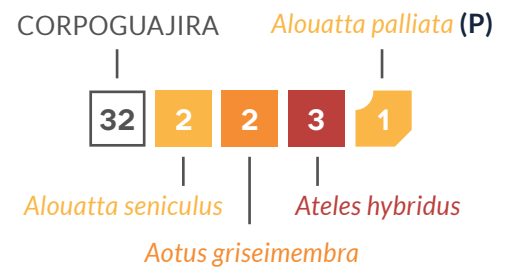 CORPOGUAJIRA
Alouatta palliata (P)
32 2 2 3 1
Alouatta seniculus
Ateles hybridus
Aotus griseimembra